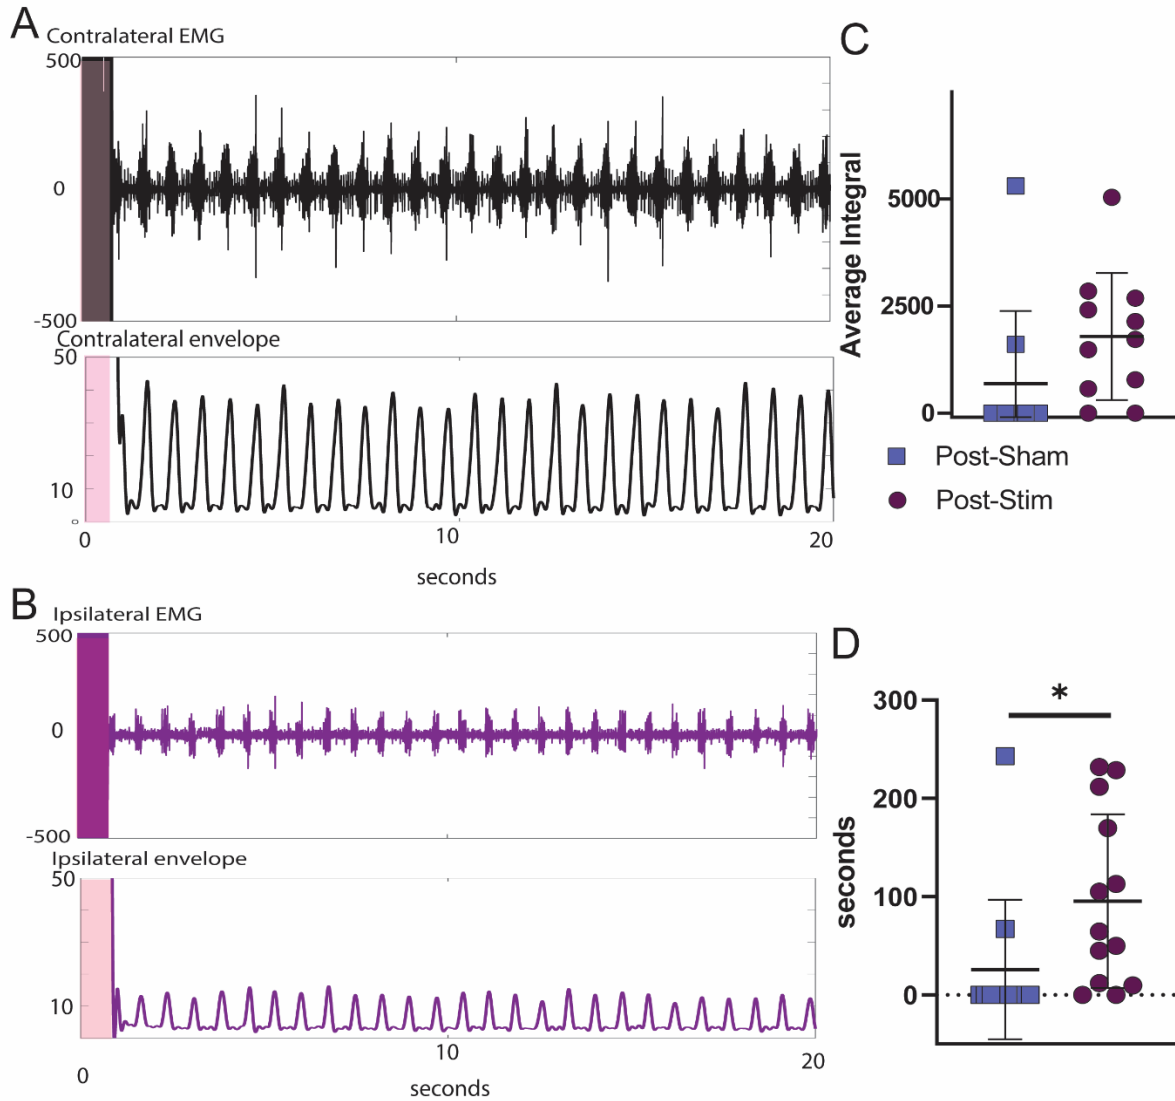 A
Contralateral EMG
500
0
-500
Contralateral envelope
50
10
0
0
10
20
seconds
B
Ipsilateral EMG
500
0
-500
Ipsilateral envelope
50
10
0
10
20
seconds
C
Average Integral
5000
2500
0
Post-Sham
Post-Stim
D
*
seconds
300
200
100
0